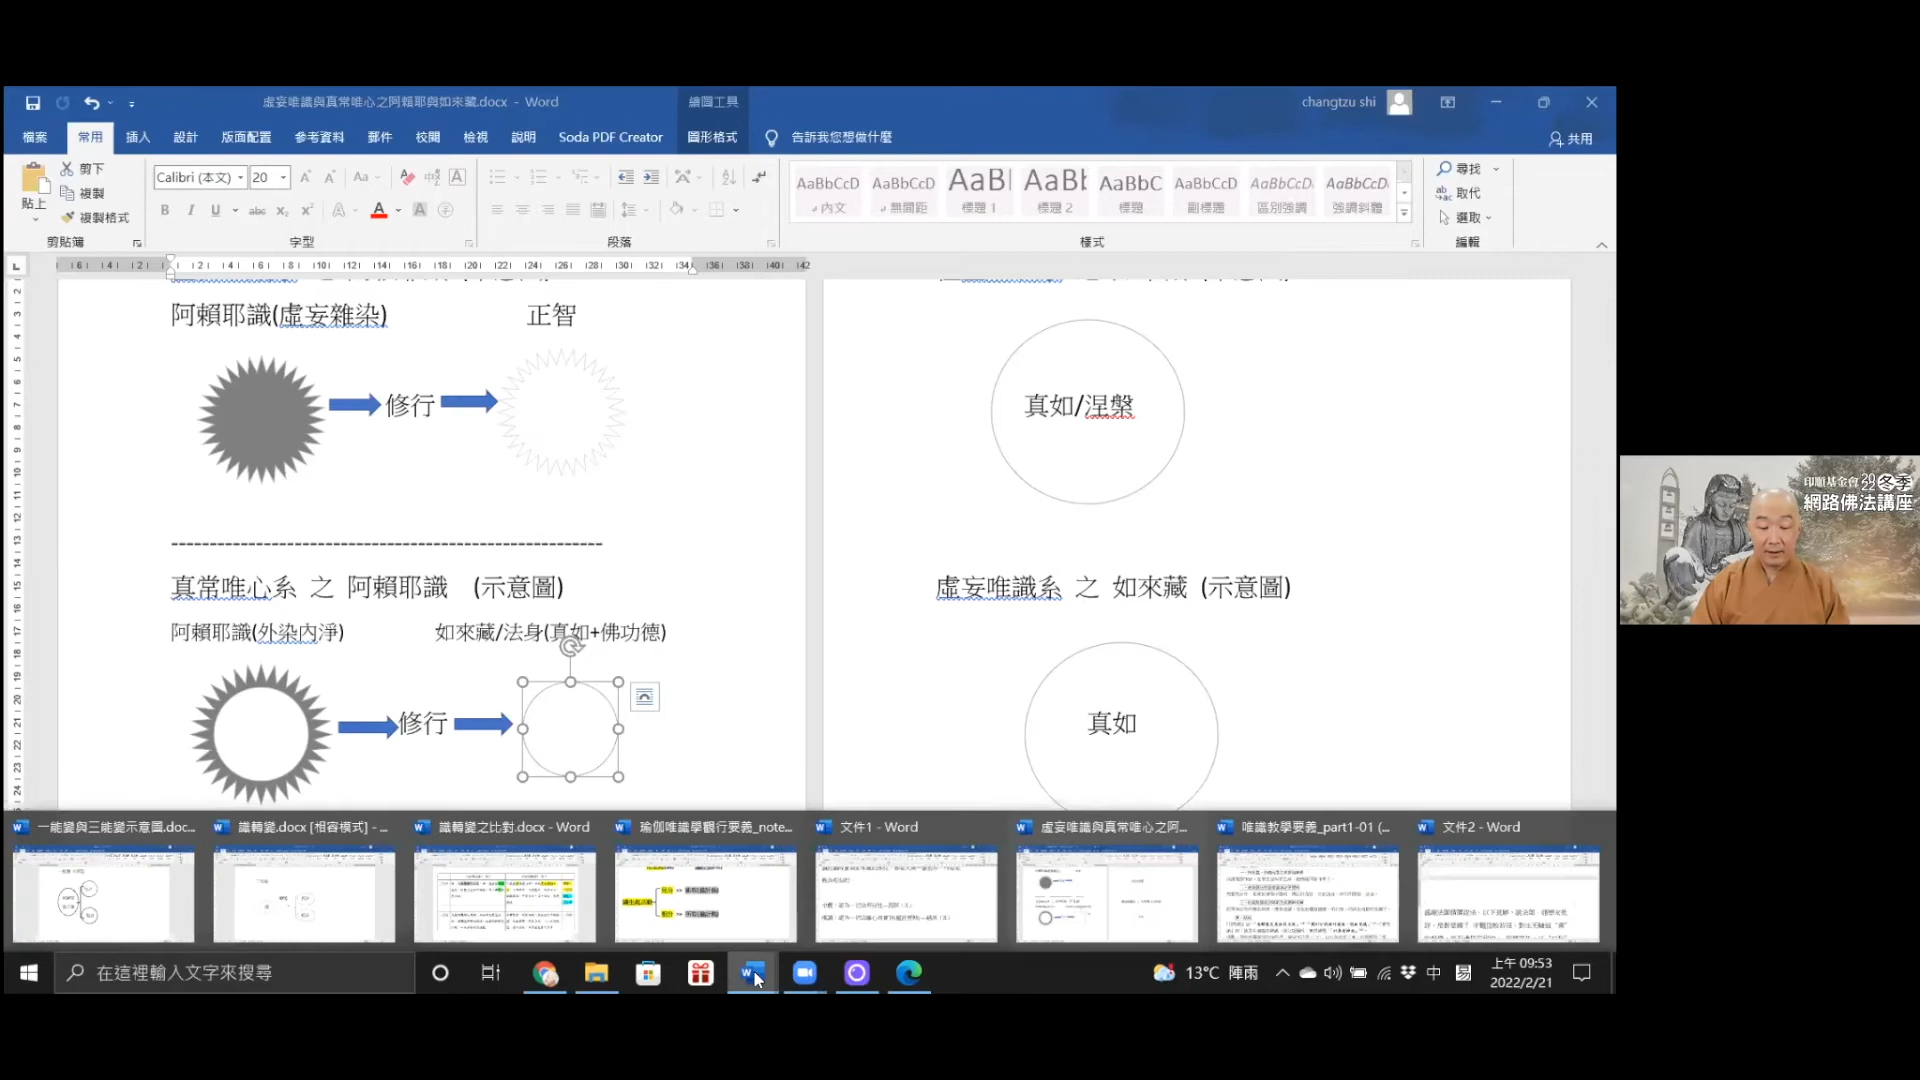 虛妄唯識與真常唯心之阿賴耶與如來藏.docx - Word
繪圖工具
changtzu shi
檔案 常用 插入 設計 版面配置 參考資料 郵件 校閱 檢視 說明 Soda PDF Creator 圖形格式 告訴我您想做什麼 共用
貼上 剪下 複製 複製格式
Calibri (本文) 20
AaBbCcD 內文
AaBbCcD 無間距
AaBl 標題 1
AaBb 標題 2
AaBbC 標題
AaBbCcD 副標題
AaBbCcD 區別強調
AaBbCcD 強調斜體
尋找
取代
選取
剪貼簿 字型 段落 樣式 編輯
阿賴耶識(虛妄雜染) 正智
修行
真如/涅槃
------------------------------------------------------
真常唯心系 之 阿賴耶識 (示意圖)
阿賴耶識(外染內淨) 如來藏/法身(真如+佛功德)
修行
虛妄唯識系 之 如來藏 (示意圖)
真如
印順基金會 2022 冬季
網路佛法講座
一能變與三能變示意圖.doc...
識轉變.docx [相容模式] - ...
識轉變之比對.docx - Word
瑜伽唯識學觀行要義_note...
文件1 - Word
虛妄唯識與真常唯心之阿...
唯識教學要義_part1-01 (...
文件2 - Word
在這裡輸入文字來搜尋
13°C 陣雨
中
上午 09:53
2022/2/21